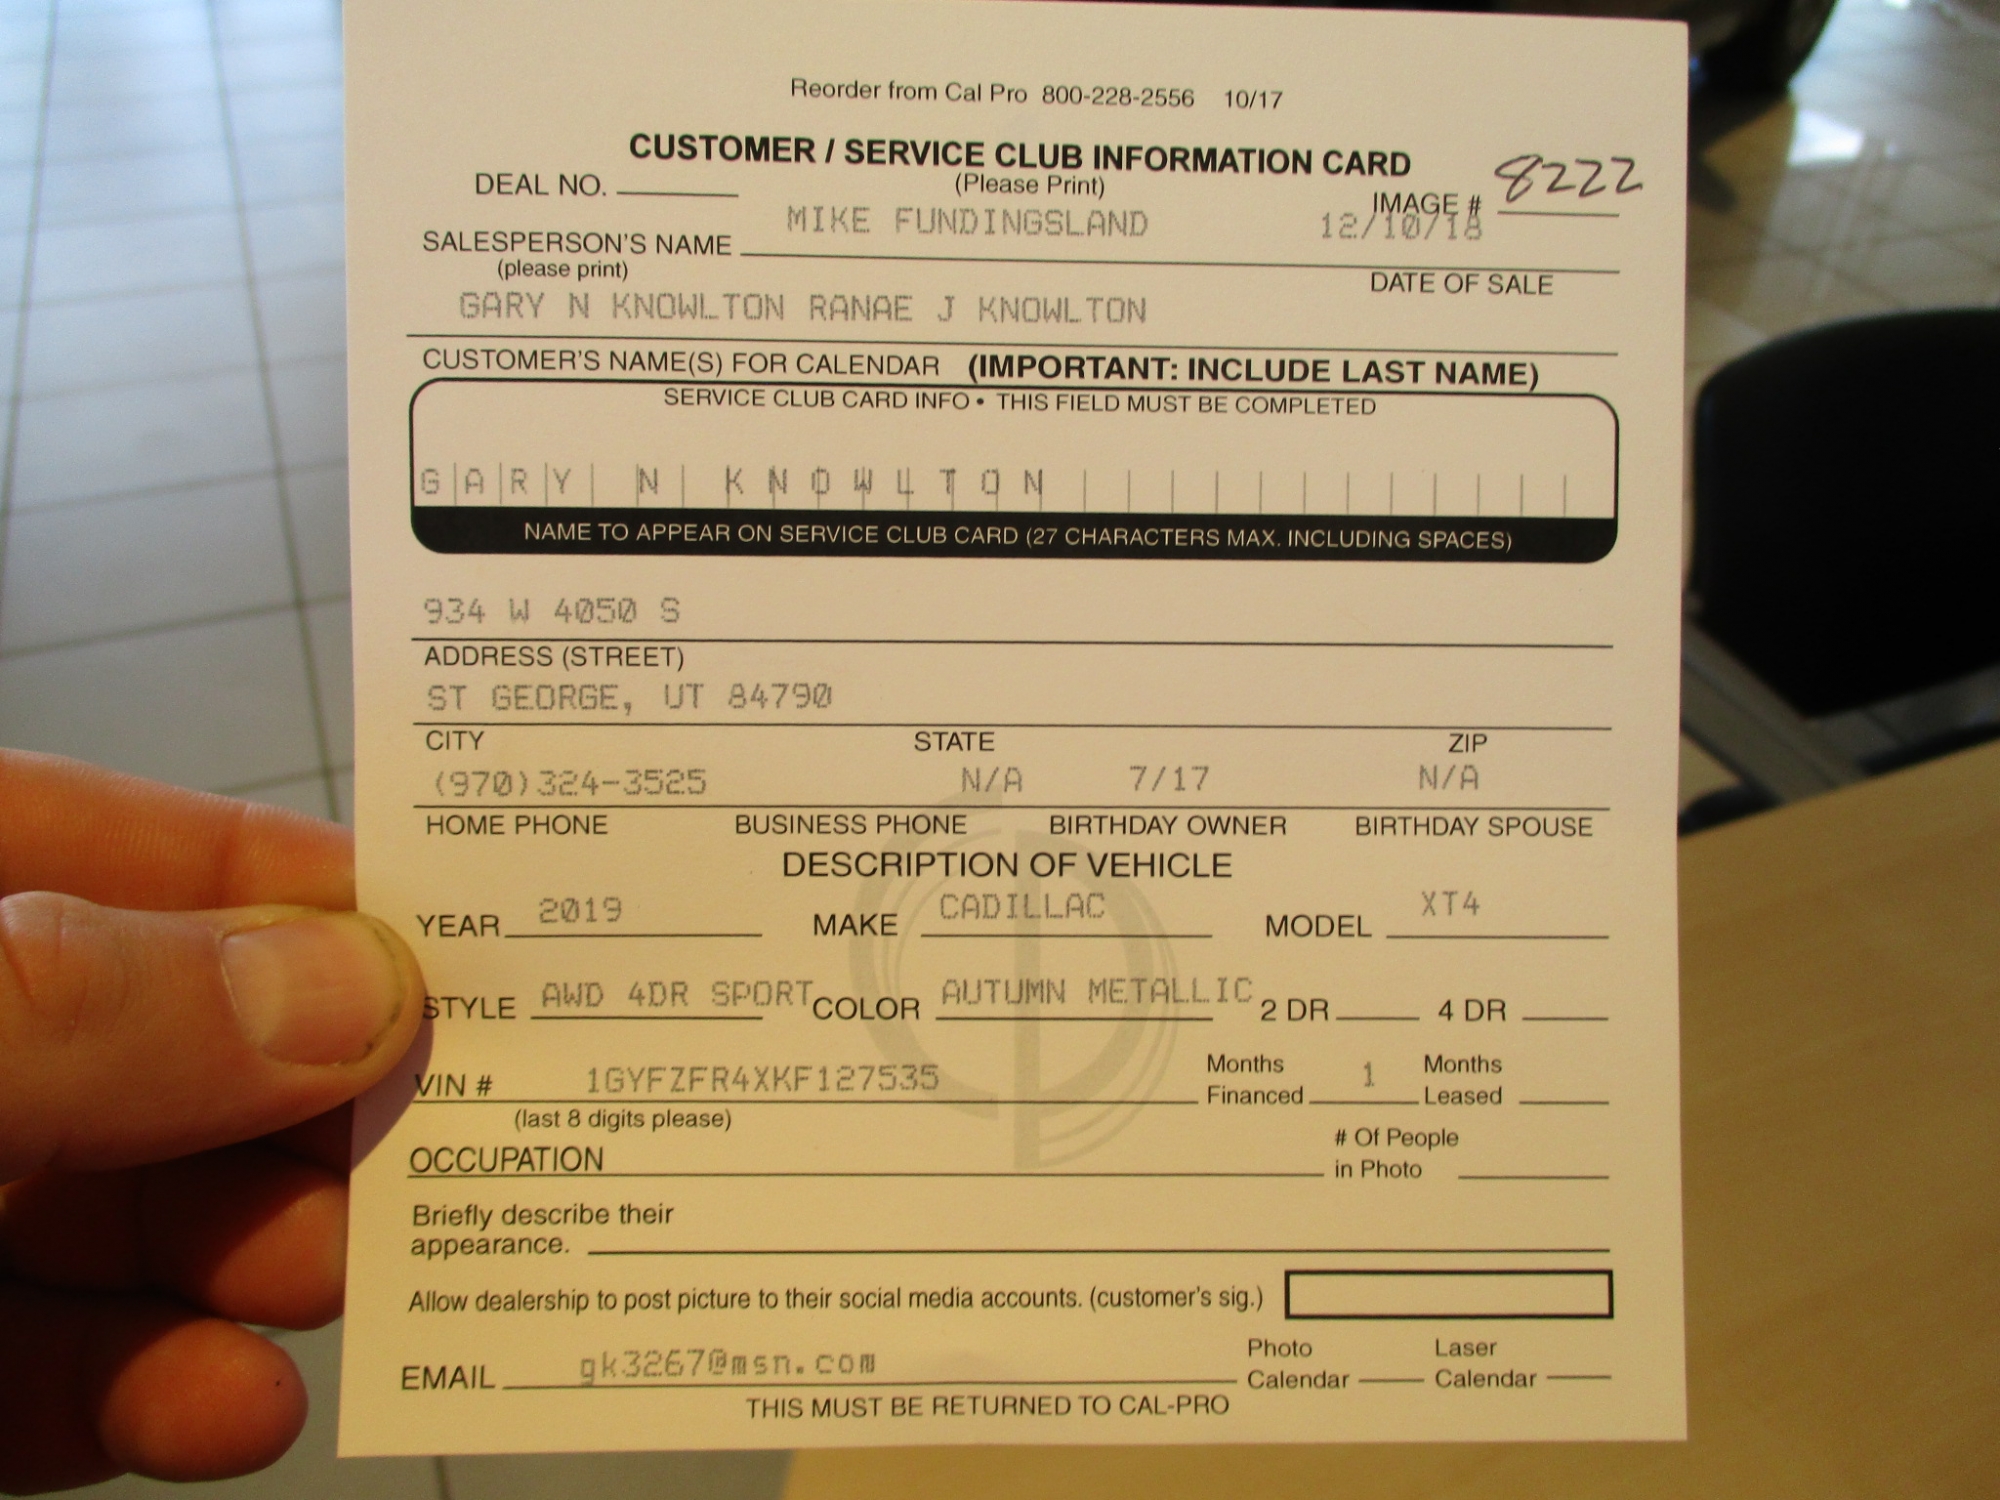 Reorder from Cal Pro 800-228-2556 10/17
CUSTOMER / SERVICE CLUB INFORMATION CARD
DEAL NO. (Please Print) IMAGE # 8222
MIKE FUNDINGSLAND 12/10/18
SALESPERSON'S NAME
(please print) DATE OF SALE
GARY N KNOWLTON RANAE J KNOWLTON
CUSTOMER'S NAME(S) FOR CALENDAR (IMPORTANT: INCLUDE LAST NAME)
SERVICE CLUB CARD INFO • THIS FIELD MUST BE COMPLETED
GARY N KNOWLTON
NAME TO APPEAR ON SERVICE CLUB CARD (27 CHARACTERS MAX. INCLUDING SPACES)
934 W 4050 S
ADDRESS (STREET)
ST GEORGE, UT 84790
CITY STATE ZIP
(970)324-3525 N/A 7/17 N/A
HOME PHONE BUSINESS PHONE BIRTHDAY OWNER BIRTHDAY SPOUSE
DESCRIPTION OF VEHICLE
YEAR 2019 MAKE CADILLAC MODEL XT4
STYLE AWD 4DR SPORT COLOR AUTUMN METALLIC 2 DR 4 DR
VIN # 1GYFZFR4XKF127535 Months Financed 1 Months Leased
(last 8 digits please)
OCCUPATION # Of People in Photo
Briefly describe their
appearance.
Allow dealership to post picture to their social media accounts. (customer's sig.)
EMAIL gk3267@msn.com Photo Calendar Laser Calendar
THIS MUST BE RETURNED TO CAL-PRO